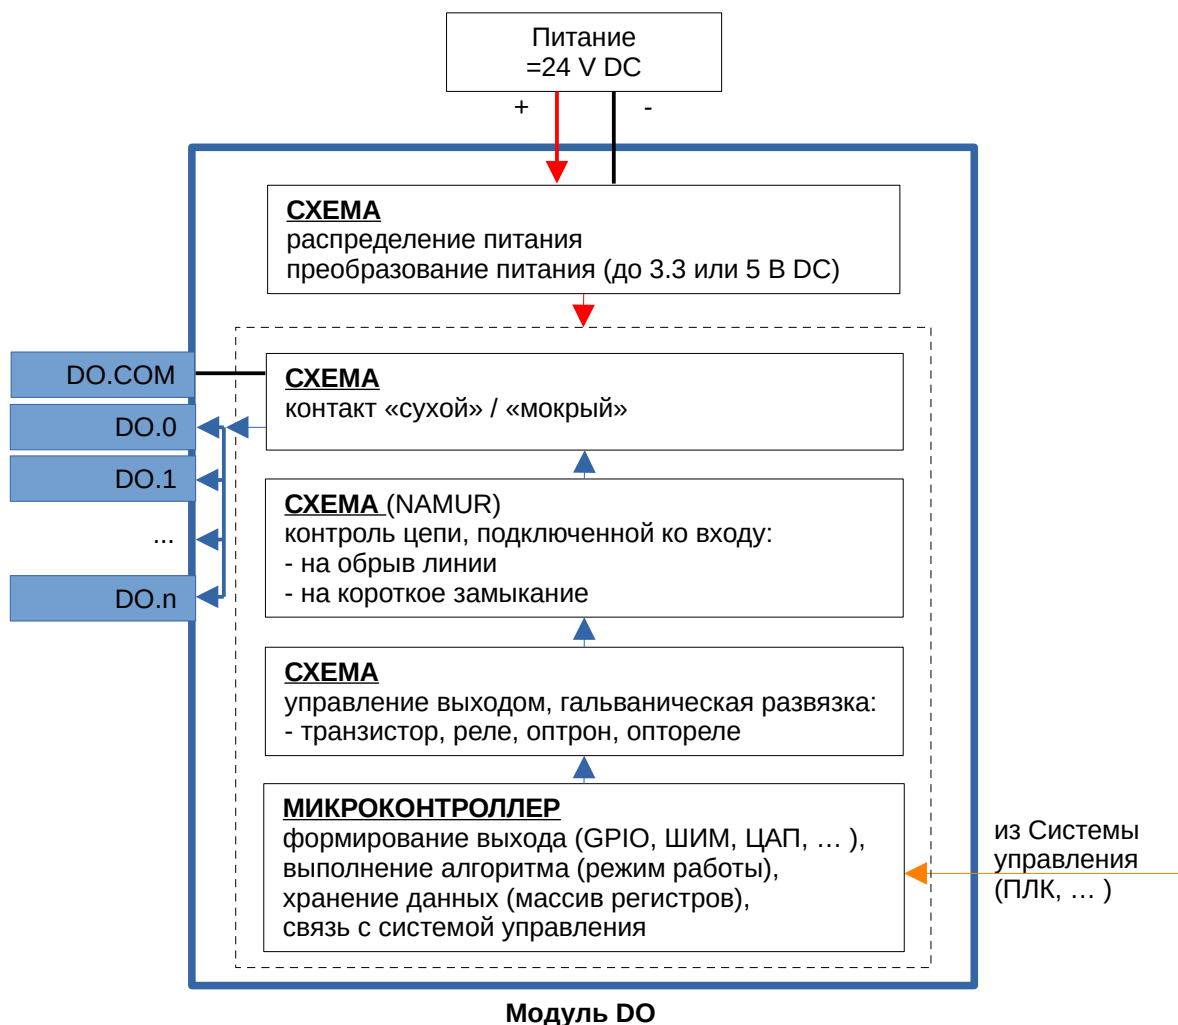 Питание
=24 V DC
+
-
СХЕМА
распределение питания
преобразование питания (до 3.3 или 5 В DC)
DO.COM
DO.0
DO.1
...
DO.n
СХЕМА
контакт «сухой» / «мокрый»
СХЕМА (NAMUR)
контроль цепи, подключенной ко входу:
- на обрыв линии
- на короткое замыкание
СХЕМА
управление выходом, гальваническая развязка:
- транзистор, реле, оптрон, оптореле
МИКРОКОНТРОЛЛЕР
формирование выхода (GPIO, ШИМ, ЦАП, … ),
выполнение алгоритма (режим работы),
хранение данных (массив регистров),
связь с системой управления
из Системы
управления
(ПЛК, … )
Модуль DO